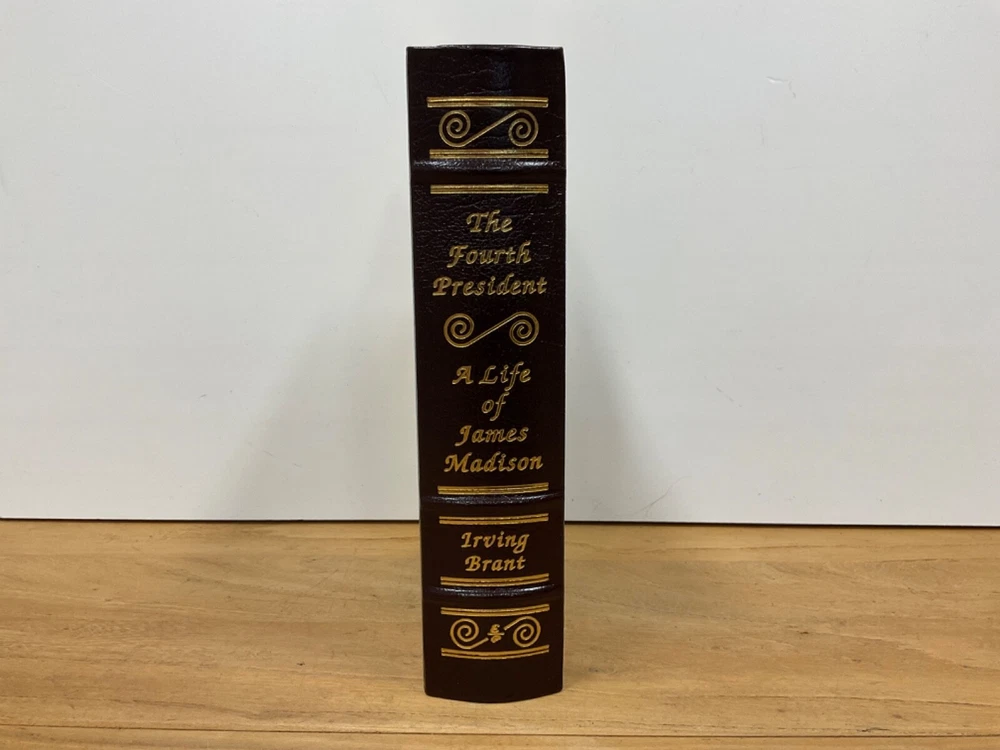 The
Fourth
President
A Life
of
James
Madison
Irving
Brant